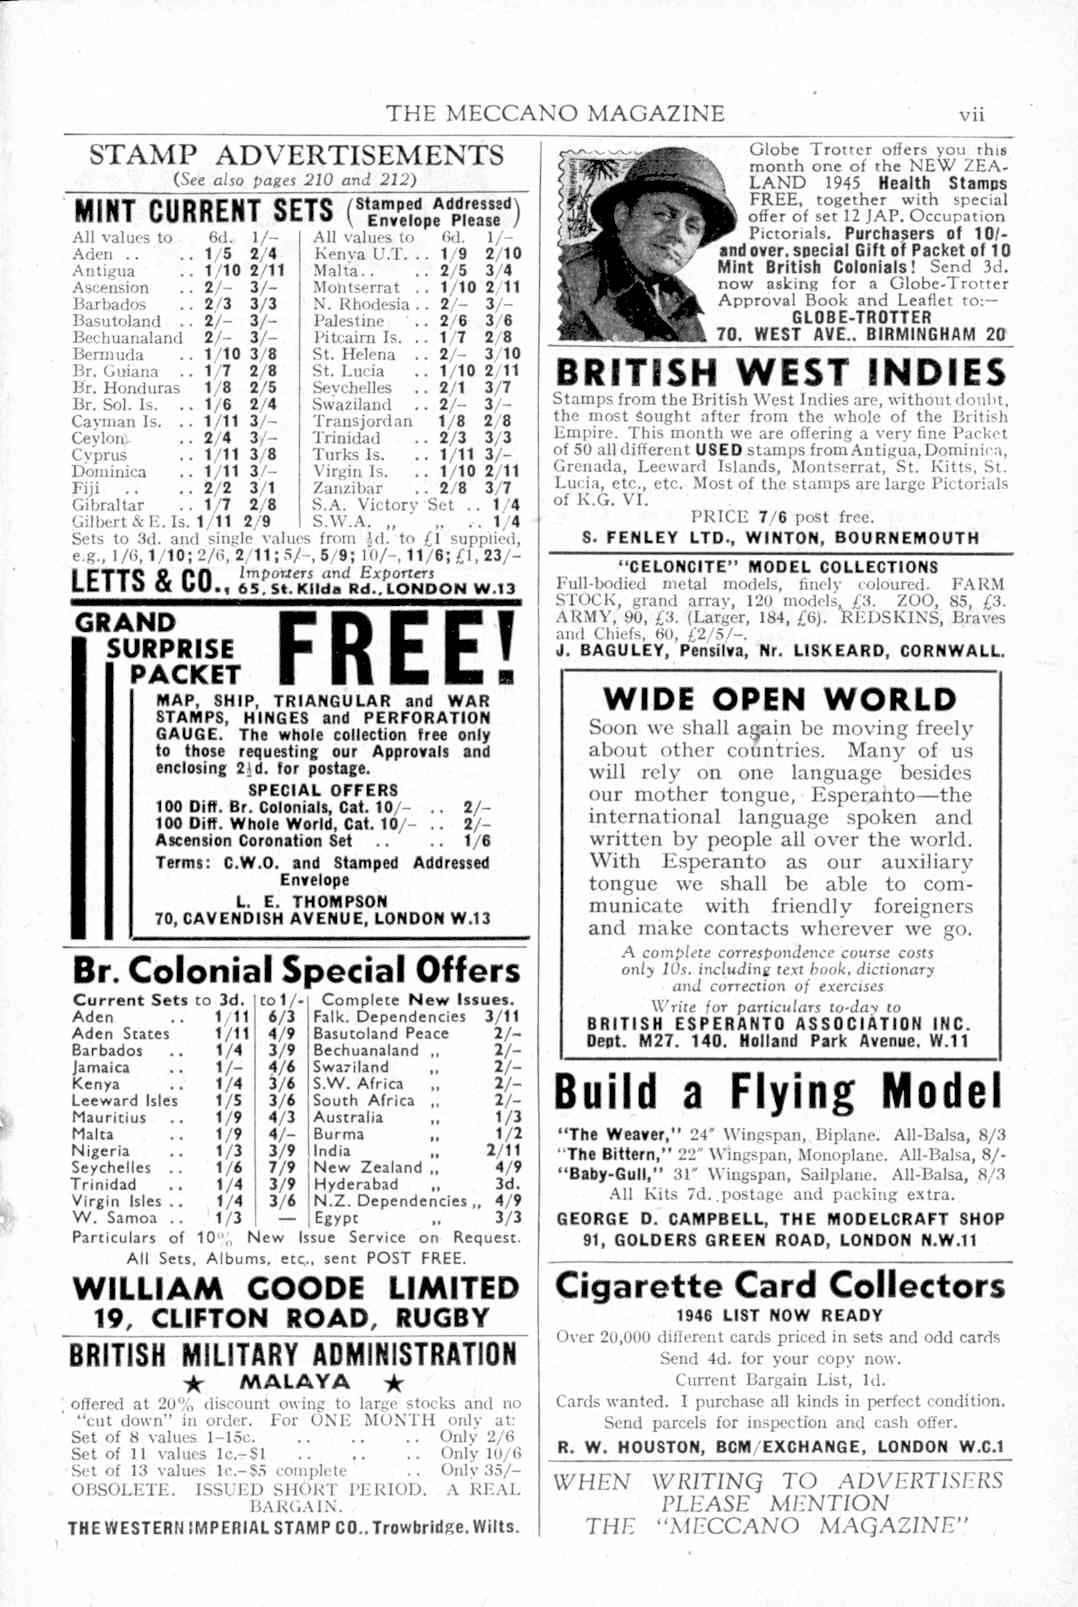 THE MECCANO MAGAZINE vii
STAMP ADVERTISEMENTS
(See also pages 210 and 212)
MINT CURRENT SETS (Stamped Addressed Envelope Please)
All values to 6d. 1/-
Aden .. .. 1/5 2/4
Antigua .. 1/10 2/11
Ascension .. 2/- 3/-
Barbados .. 2/3 3/3
Basutoland .. 2/- 3/-
Bechuanaland 2/- 3/-
Bermuda .. 1/10 3/8
Br. Guiana .. 1/7 2/8
Br. Honduras 1/8 2/5
Br. Sol. Is. .. 1/6 2/4
Cayman Is. .. 1/11 3/-
Ceylon .. 2/4 3/-
Cyprus .. 1/11 3/8
Dominica .. 1/11 3/-
Fiji .. .. 2/2 3/1
Gibraltar .. 1/7 2/8
Gilbert & E. Is. 1/11 2/9
All values to 6d. 1/-
Kenya U.T. .. 1/9 2/10
Malta .. .. 2/5 3/4
Montserrat .. 1/10 2/11
N. Rhodesia .. 2/- 3/-
Palestine .. 2/6 3/6
Pitcairn Is. .. 1/7 2/8
St. Helena .. 2/- 3/10
St. Lucia .. 1/10 2/11
Seychelles .. 2/1 3/7
Swaziland .. 2/- 3/-
Transjordan 1/8 2/8
Trinidad .. 2/3 3/3
Turks Is. .. 1/11 3/-
Virgin Is. .. 1/10 2/11
Zanzibar .. 2/8 3/7
S.A. Victory Set .. 1/4
S.W.A. ,, ,, .. 1/4
Sets to 3d. and single values from ½d. to £1 supplied,
e.g., 1/6, 1/10; 2/6, 2/11; 5/-, 5/9; 10/-, 11/6; £1, 23/-
LETTS & CO., Importers and Exporters
65, St. Kilda Rd., LONDON W.13
GRAND SURPRISE PACKET FREE!
MAP, SHIP, TRIANGULAR and WAR
STAMPS, HINGES and PERFORATION
GAUGE. The whole collection free only
to those requesting our Approvals and
enclosing 2½d. for postage.
SPECIAL OFFERS
100 Diff. Br. Colonials, Cat. 10/- .. 2/-
100 Diff. Whole World, Cat. 10/- .. 2/-
Ascension Coronation Set .. .. 1/6
Terms: C.W.O. and Stamped Addressed
Envelope
L. E. THOMPSON
70, CAVENDISH AVENUE, LONDON W.13
Br. Colonial Special Offers
Current Sets to 3d. to 1/-
Aden .. 1/11 6/3
Aden States 1/11 4/9
Barbados .. 1/4 3/9
Jamaica .. 1/- 4/6
Kenya .. 1/4 3/6
Leeward Isles 1/5 3/6
Mauritius .. 1/9 4/3
Malta .. 1/9 4/-
Nigeria .. 1/3 3/9
Seychelles .. 1/6 7/9
Trinidad .. 1/4 3/9
Virgin Isles .. 1/4 3/6
W. Samoa .. 1/3 —
Complete New Issues.
Falk. Dependencies 3/11
Basutoland Peace 2/-
Bechuanaland ,, 2/-
Swaziland ,, 2/-
S.W. Africa ,, 2/-
South Africa ,, 2/-
Australia ,, 1/3
Burma ,, 1/2
India ,, 2/11
New Zealand ,, 4/9
Hyderabad ,, 3d.
N.Z. Dependencies ,, 4/9
Egypt ,, 3/3
Particulars of 10% New Issue Service on Request.
All Sets, Albums, etc., sent POST FREE.
WILLIAM GOODE LIMITED
19, CLIFTON ROAD, RUGBY
BRITISH MILITARY ADMINISTRATION
★ MALAYA ★
offered at 20% discount owing to large stocks and no
"cut down" in order. For ONE MONTH only at:
Set of 8 values 1-15c. .. .. .. Only 2/6
Set of 11 values 1c.-$1 .. .. .. Only 10/6
Set of 13 values 1c.-$5 complete .. Only 35/-
OBSOLETE. ISSUED SHORT PERIOD. A REAL
BARGAIN.
THE WESTERN IMPERIAL STAMP CO., Trowbridge, Wilts.
Globe Trotter offers you this
month one of the NEW ZEA-
LAND 1945 Health Stamps
FREE, together with special
offer of set 12 JAP. Occupation
Pictorials. Purchasers of 10/-
and over, special Gift of Packet of 10
Mint British Colonials! Send 3d.
now asking for a Globe-Trotter
Approval Book and Leaflet to:—
GLOBE-TROTTER
70, WEST AVE., BIRMINGHAM 20
BRITISH WEST INDIES
Stamps from the British West Indies are, without doubt,
the most sought after from the whole of the British
Empire. This month we are offering a very fine Packet
of 50 all different USED stamps from Antigua, Dominica,
Grenada, Leeward Islands, Montserrat, St. Kitts, St.
Lucia, etc., etc. Most of the stamps are large Pictorials
of K.G. VI.
PRICE 7/6 post free.
S. FENLEY LTD., WINTON, BOURNEMOUTH
"CELONCITE" MODEL COLLECTIONS
Full-bodied metal models, finely coloured. FARM
STOCK, grand array, 120 models, £3. ZOO, 85, £3.
ARMY, 90, £3. (Larger, 184, £6). REDSKINS, Braves
and Chiefs, 60, £2/5/-.
J. BAGULEY, Pensilva, Nr. LISKEARD, CORNWALL.
WIDE OPEN WORLD
Soon we shall again be moving freely
about other countries. Many of us
will rely on one language besides
our mother tongue, Esperanto—the
international language spoken and
written by people all over the world.
With Esperanto as our auxiliary
tongue we shall be able to com-
municate with friendly foreigners
and make contacts wherever we go.
A complete correspondence course costs
only 10s. including text book, dictionary
and correction of exercises
Write for particulars to-day to
BRITISH ESPERANTO ASSOCIATION INC.
Dept. M27. 140, Holland Park Avenue, W.11
Build a Flying Model
"The Weaver," 24″ Wingspan, Biplane. All-Balsa, 8/3
"The Bittern," 22″ Wingspan, Monoplane. All-Balsa, 8/-
"Baby-Gull," 31″ Wingspan, Sailplane. All-Balsa, 8/3
All Kits 7d. postage and packing extra.
GEORGE D. CAMPBELL, THE MODELCRAFT SHOP
91, GOLDERS GREEN ROAD, LONDON N.W.11
Cigarette Card Collectors
1946 LIST NOW READY
Over 20,000 different cards priced in sets and odd cards
Send 4d. for your copy now.
Current Bargain List, 1d.
Cards wanted. I purchase all kinds in perfect condition.
Send parcels for inspection and cash offer.
R. W. HOUSTON, BCM/EXCHANGE, LONDON W.C.1
WHEN WRITING TO ADVERTISERS
PLEASE MENTION
THE "MECCANO MAGAZINE"